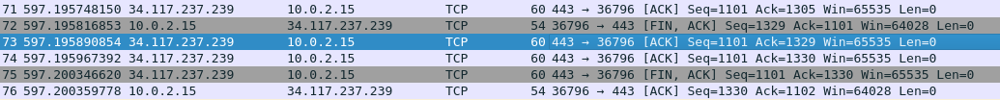 71 597.195748150 34.117.237.239 10.0.2.15 TCP 60 443 → 36796 [ACK] Seq=1101 Ack=1305 Win=65535 Len=0
72 597.195816853 10.0.2.15 34.117.237.239 TCP 54 36796 → 443 [FIN, ACK] Seq=1329 Ack=1101 Win=64028 Len=0
73 597.195890854 34.117.237.239 10.0.2.15 TCP 60 443 → 36796 [ACK] Seq=1101 Ack=1329 Win=65535 Len=0
74 597.195967392 34.117.237.239 10.0.2.15 TCP 60 443 → 36796 [ACK] Seq=1101 Ack=1330 Win=65535 Len=0
75 597.200346620 34.117.237.239 10.0.2.15 TCP 60 443 → 36796 [FIN, ACK] Seq=1101 Ack=1330 Win=65535 Len=0
76 597.200359778 10.0.2.15 34.117.237.239 TCP 54 36796 → 443 [ACK] Seq=1330 Ack=1102 Win=64028 Len=0